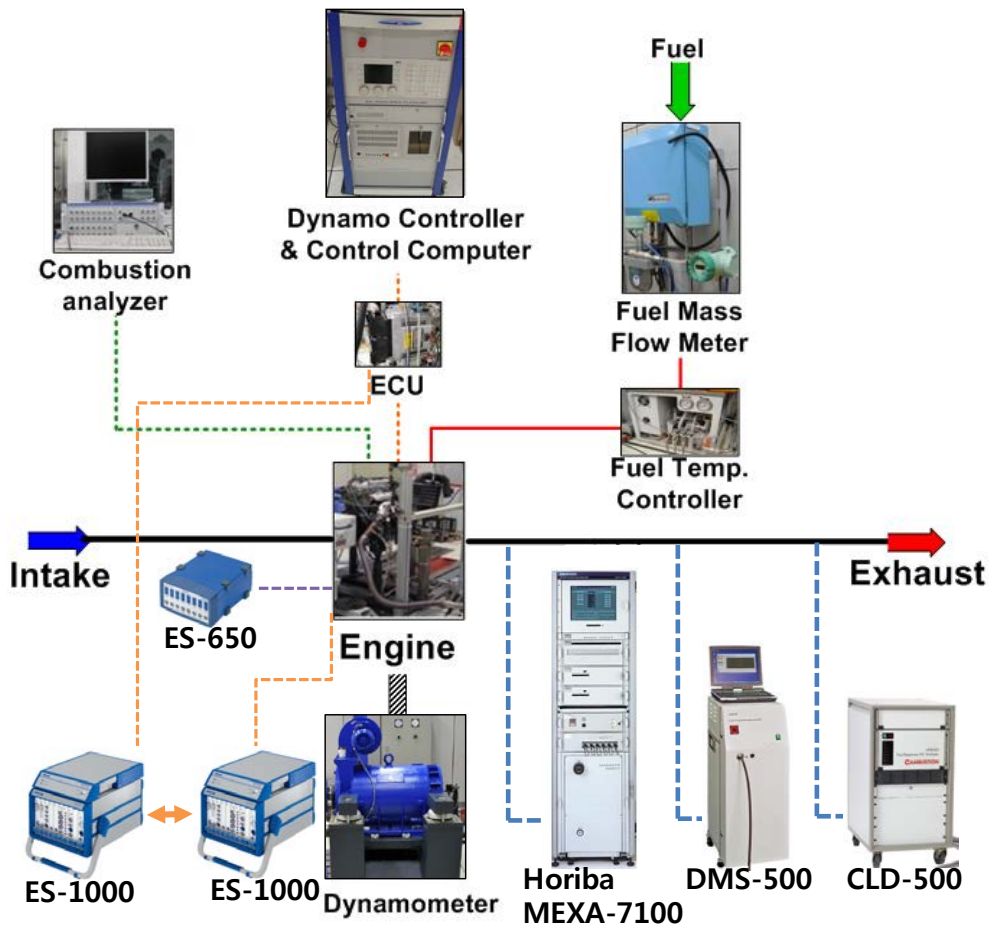 Fuel
Dynamo Controller
& Control Computer
Combustion
analyzer
Fuel Mass
Flow Meter
ECU
Fuel Temp.
Controller
Intake
Exhaust
ES-650
Engine
ES-1000
ES-1000
Dynamometer
Horiba
MEXA-7100
DMS-500
CLD-500